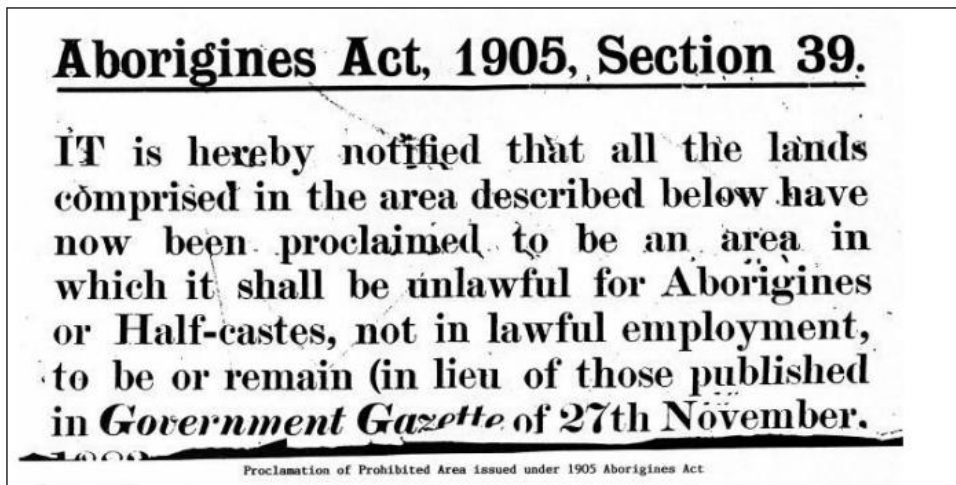 Aborigines Act, 1905, Section 39.
IT is hereby notified that all the lands
comprised in the area described below have
now been proclaimed to be an area in
which it shall be unlawful for Aborigines
or Half-castes, not in lawful employment,
to be or remain (in lieu of those published
in Government Gazette of 27th November.
Proclamation of Prohibited Area issued under 1905 Aborigines Act